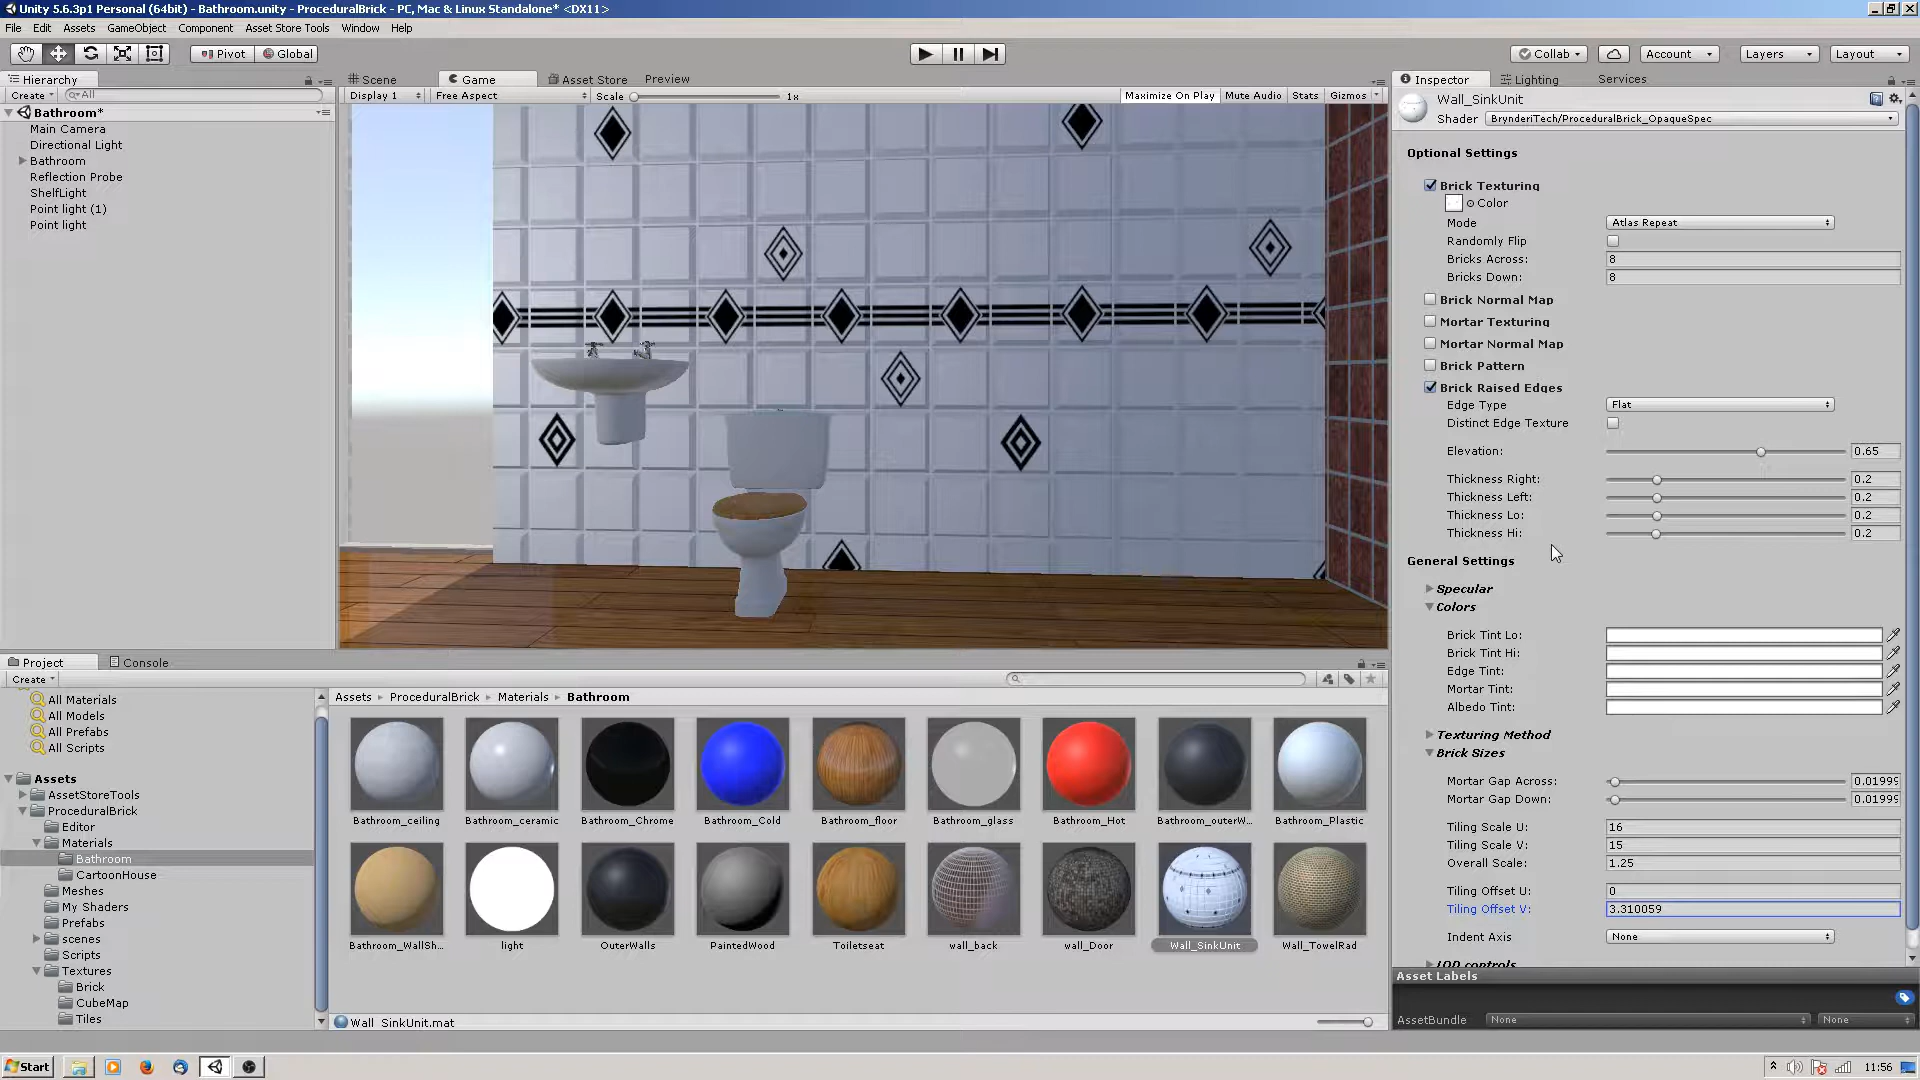 Unity 5.6.3p1 Personal (64bit) - Bathroom.unity - ProceduralBrick - PC, Mac & Linux Standalone* <DX11>
File Edit Assets GameObject Component Asset Store Tools Window Help
Pivot Global Collab Account Layers Layout
Hierarchy
Create All
Bathroom*
Main Camera
Directional Light
Bathroom
Reflection Probe
ShelfLight
Point light (1)
Point light
Scene Game Asset Store Preview
Display 1 Free Aspect Scale 1x Maximize On Play Mute Audio Stats Gizmos
Project Console
Create
All Materials
All Models
All Prefabs
All Scripts
Assets
AssetStoreTools
ProceduralBrick
Editor
Materials
Bathroom
CartoonHouse
Meshes
My Shaders
Prefabs
scenes
Scripts
Textures
Brick
CubeMap
Tiles
Assets ProceduralBrick Materials Bathroom
Bathroom_ceiling Bathroom_ceramic Bathroom_Chrome Bathroom_Cold Bathroom_floor Bathroom_glass Bathroom_Hot Bathroom_outerW... Bathroom_Plastic
Bathroom_WallSh... light OuterWalls PaintedWood Toiletseat wall_back wall_Door Wall_SinkUnit Wall_TowelRad
Wall_SinkUnit.mat
Inspector Lighting Services
Wall_SinkUnit
Shader BrynderiTech/ProceduralBrick_OpaqueSpec
Optional Settings
Brick Texturing
Color
Mode Atlas Repeat
Randomly Flip
Bricks Across: 8
Bricks Down: 8
Brick Normal Map
Mortar Texturing
Mortar Normal Map
Brick Pattern
Brick Raised Edges
Edge Type Flat
Distinct Edge Texture
Elevation: 0.65
Thickness Right: 0.2
Thickness Left: 0.2
Thickness Lo: 0.2
Thickness Hi: 0.2
General Settings
Specular
Colors
Brick Tint Lo:
Brick Tint Hi:
Edge Tint:
Mortar Tint:
Albedo Tint:
Texturing Method
Brick Sizes
Mortar Gap Across: 0.01999
Mortar Gap Down: 0.01999
Tiling Scale U: 16
Tiling Scale V: 15
Overall Scale: 1.25
Tiling Offset U: 0
Tiling Offset V: 3.310059
Indent Axis None
LOD controls
Asset Labels
AssetBundle None None
Start 11:56